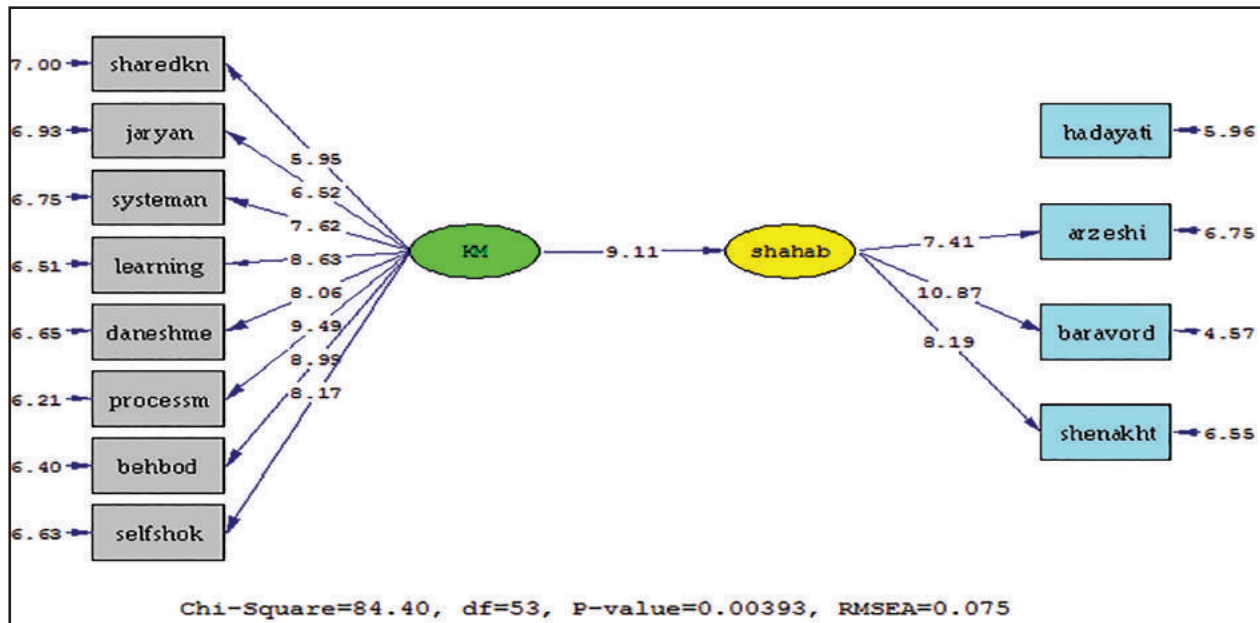 7.00 sharedkn
6.93 jaryan
6.75 systeman
6.51 learning
6.65 daneshme
6.21 processm
6.40 behbod
6.63 selfshok
5.95
6.52
7.62
8.63
8.06
9.49
8.99
8.17
KM
9.11
shahab
7.41
10.87
8.19
hadayati 5.96
arzeshi 6.75
baravord 4.57
shenakht 6.55
Chi-Square=84.40, df=53, P-value=0.00393, RMSEA=0.075